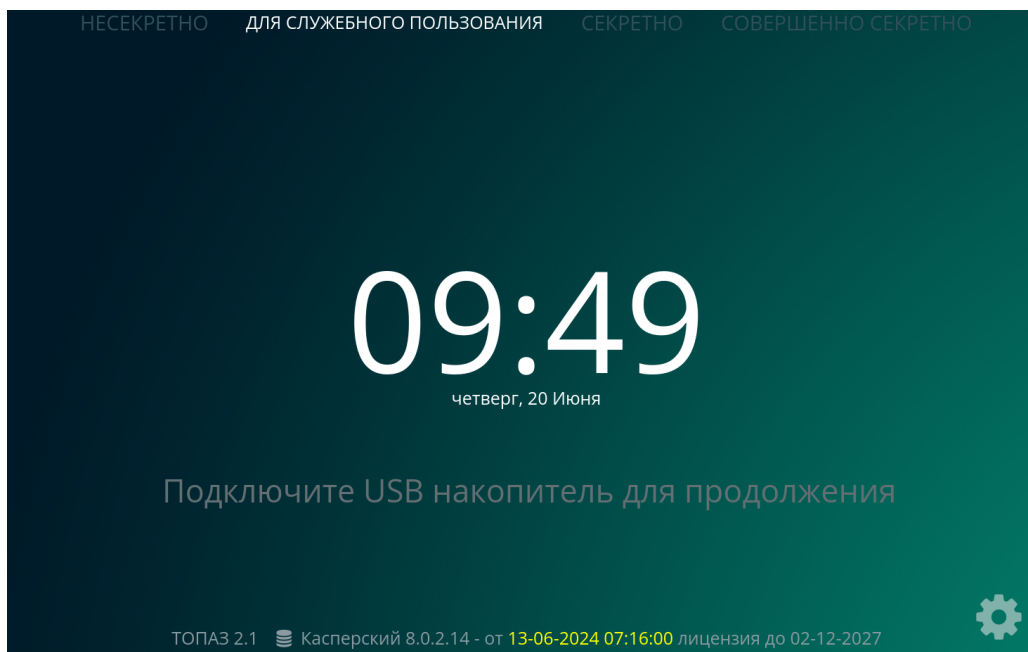 НЕСЕКРЕТНО ДЛЯ СЛУЖЕБНОГО ПОЛЬЗОВАНИЯ СЕКРЕТНО СОВЕРШЕННО СЕКРЕТНО
09:49
четверг, 20 Июня
Подключите USB накопитель для продолжения
ТОПАЗ 2.1 Касперский 8.0.2.14 - от 13-06-2024 07:16:00 лицензия до 02-12-2027